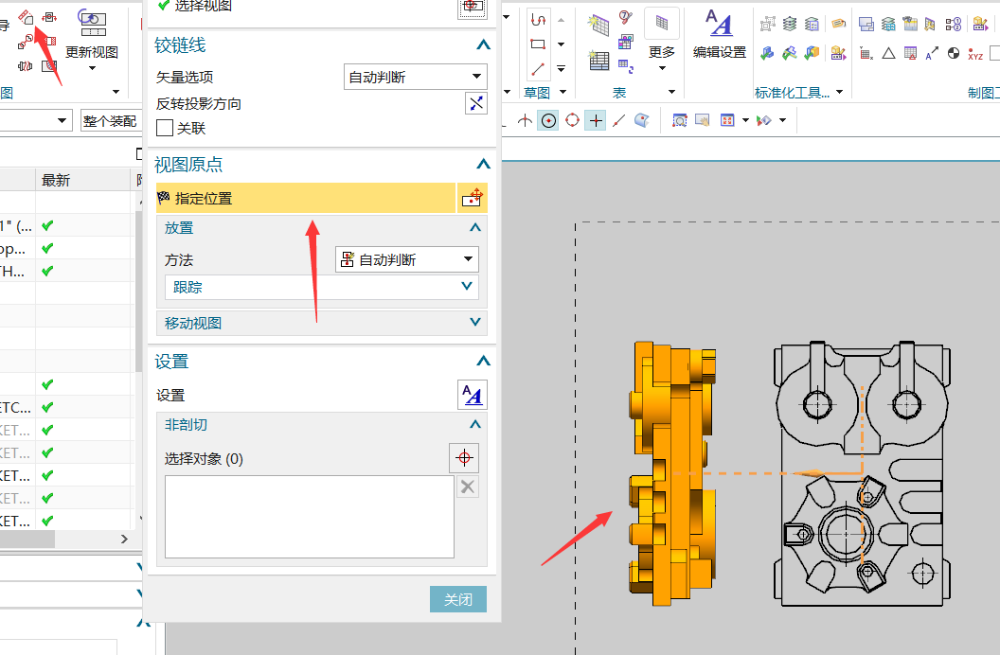 选择视图
异
更新视图
更多
编辑设置
图
草图
表
标准化工具...
制图工
整个装配
铰链线
矢量选项
自动判断
反转投影方向
关联
视图原点
指定位置
放置
方法
自动判断
跟踪
移动视图
设置
设置
非剖切
选择对象 (0)
关闭
最新
1" (...
op...
TH...
ETC...
KET...
KET...
KET...
KET...
KET...
XYZ